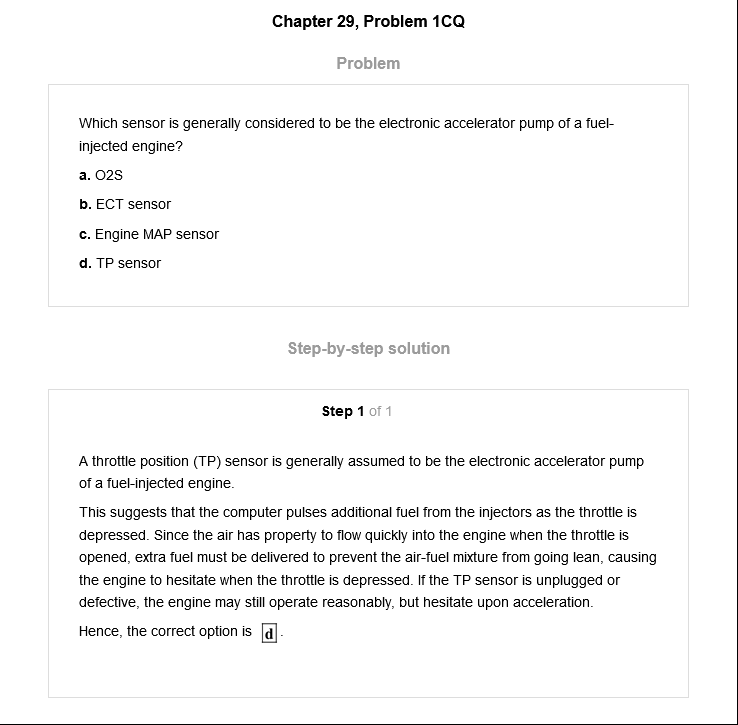 Chapter 29, Problem 1CQ
Problem
Which sensor is generally considered to be the electronic accelerator pump of a fuel-
injected engine?
a. O2S
b. ECT sensor
c. Engine MAP sensor
d. TP sensor
Step-by-step solution
Step 1 of 1
A throttle position (TP) sensor is generally assumed to be the electronic accelerator pump
of a fuel-injected engine.
This suggests that the computer pulses additional fuel from the injectors as the throttle is
depressed. Since the air has property to flow quickly into the engine when the throttle is
opened, extra fuel must be delivered to prevent the air-fuel mixture from going lean, causing
the engine to hesitate when the throttle is depressed. If the TP sensor is unplugged or
defective, the engine may still operate reasonably, but hesitate upon acceleration.
Hence, the correct option is d.